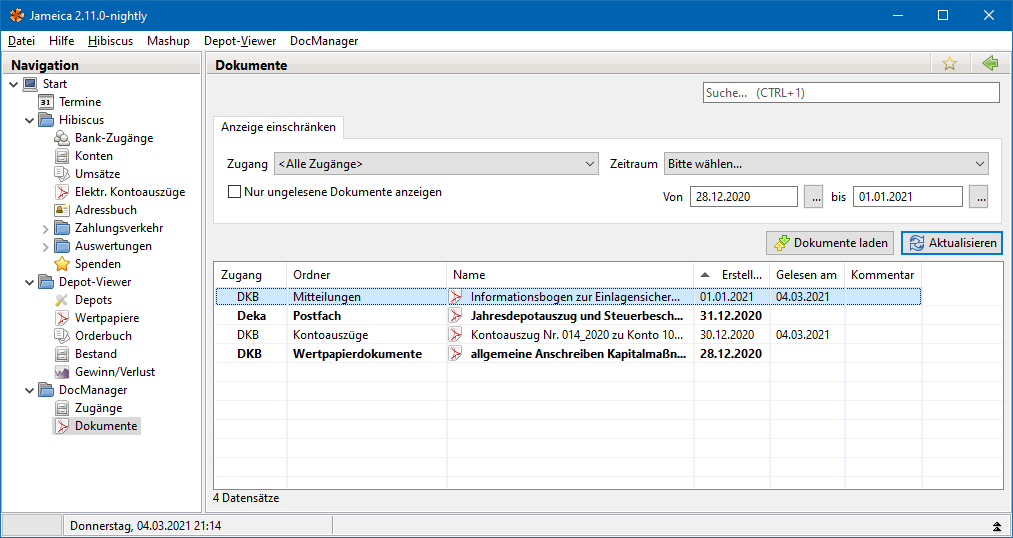 Jameica 2.11.0-nightly
Datei Hilfe Hibiscus Mashup Depot-Viewer DocManager
Navigation
Start
31 Termine
Hibiscus
Bank-Zugänge
Konten
Umsätze
Elektr. Kontoauszüge
Adressbuch
Zahlungsverkehr
Auswertungen
Spenden
Depot-Viewer
Depots
Wertpapiere
Orderbuch
Bestand
Gewinn/Verlust
DocManager
Zugänge
Dokumente
Dokumente
Suche... (CTRL+1)
Anzeige einschränken
Zugang <Alle Zugänge> Zeitraum Bitte wählen...
Nur ungelesene Dokumente anzeigen Von 28.12.2020 ... bis 01.01.2021 ...
Dokumente laden Aktualisieren
Zugang Ordner Name Erstell... Gelesen am Kommentar
DKB Mitteilungen Informationsbogen zur Einlagensicher... 01.01.2021 04.03.2021
Deka Postfach Jahresdepotauszug und Steuerbesch... 31.12.2020
DKB Kontoauszüge Kontoauszug Nr. 014_2020 zu Konto 10... 30.12.2020 04.03.2021
DKB Wertpapierdokumente allgemeine Anschreiben Kapitalmaßn... 28.12.2020
4 Datensätze
Donnerstag, 04.03.2021 21:14